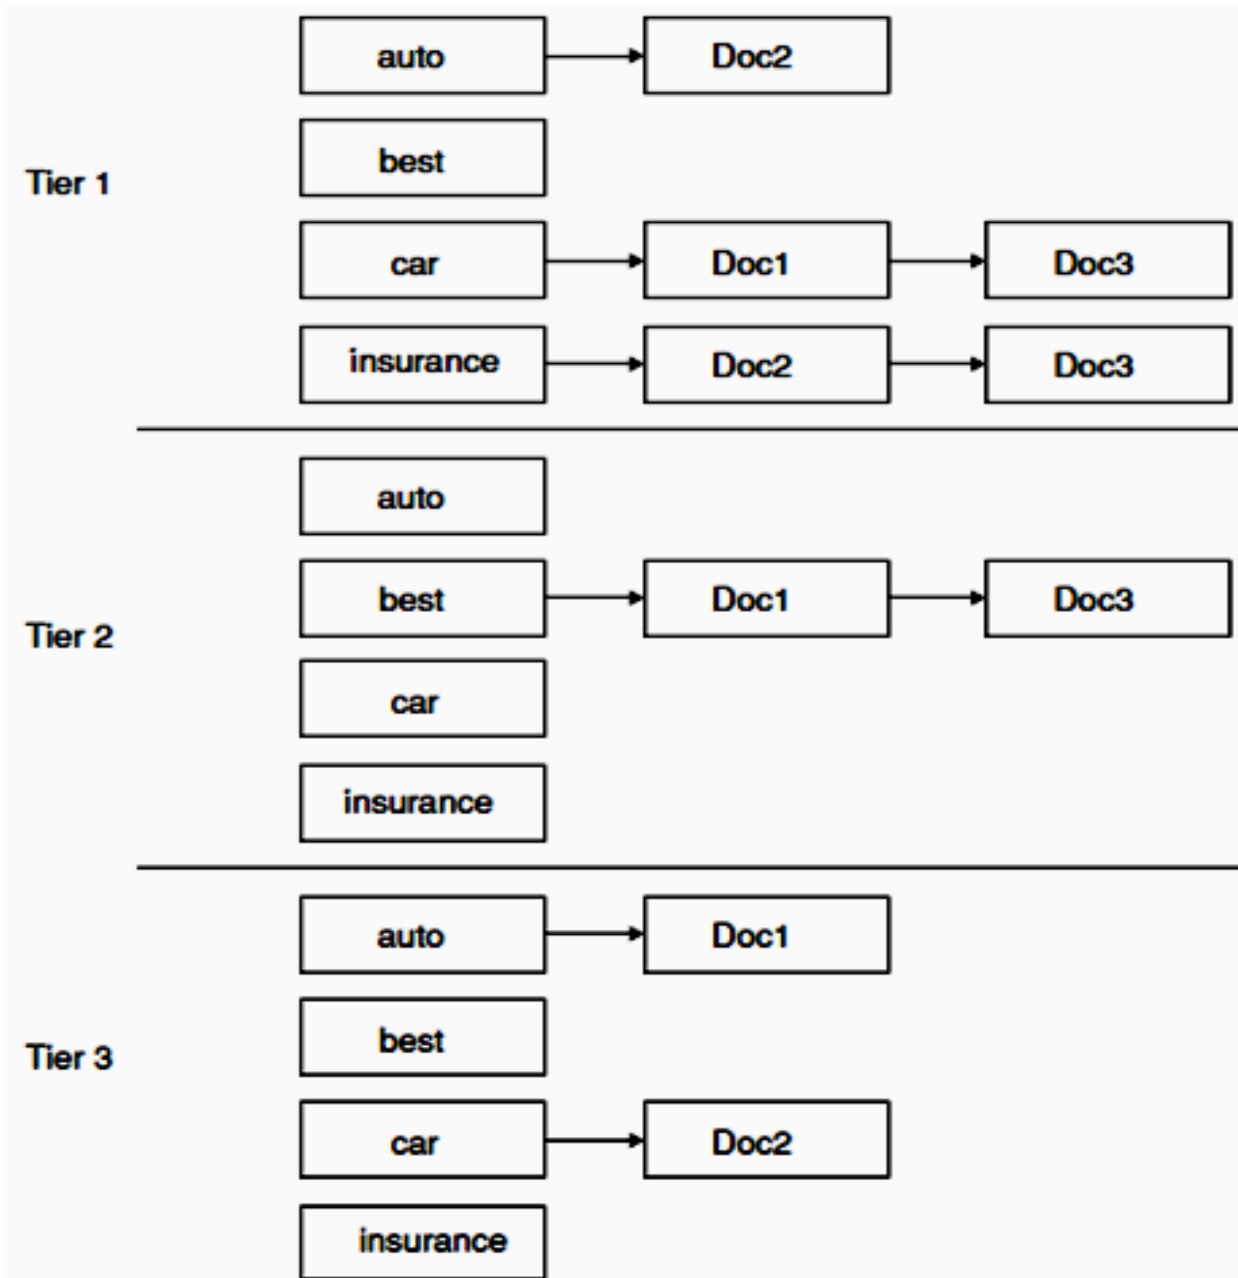 auto Doc2
best
Tier 1
car Doc1 Doc3
insurance Doc2 Doc3
auto
best Doc1 Doc3
Tier 2
car
insurance
auto Doc1
best
Tier 3
car Doc2
insurance